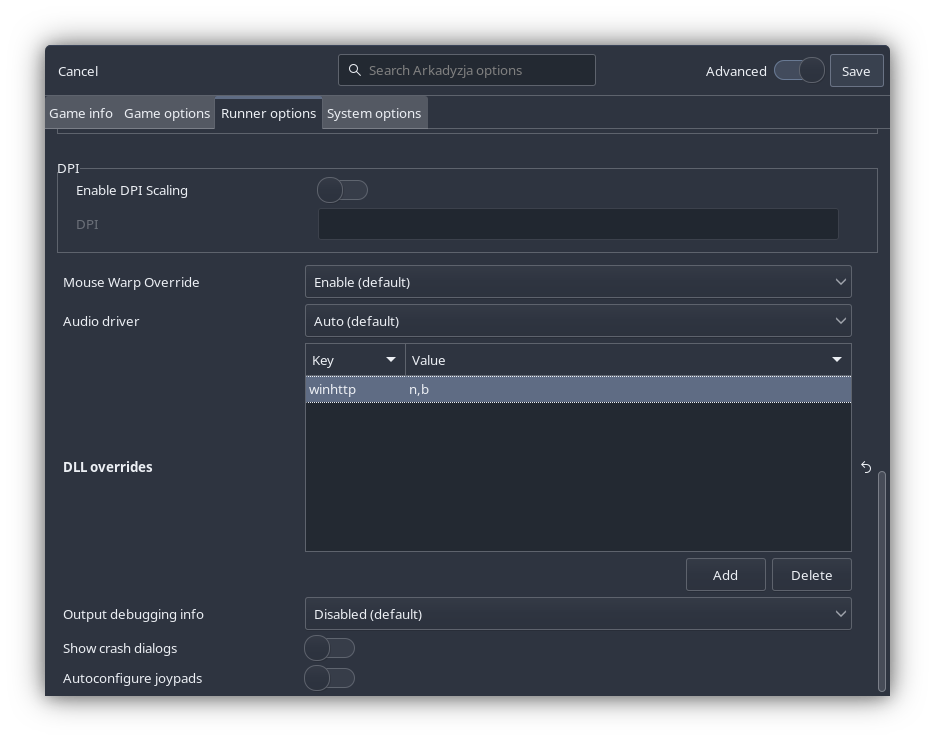 Cancel
Search Arkadyzja options
Advanced
Save
Game info
Game options
Runner options
System options
DPI
Enable DPI Scaling
DPI
Mouse Warp Override
Enable (default)
Audio driver
Auto (default)
Key
Value
winhttp
n,b
DLL overrides
Add
Delete
Output debugging info
Disabled (default)
Show crash dialogs
Autoconfigure joypads